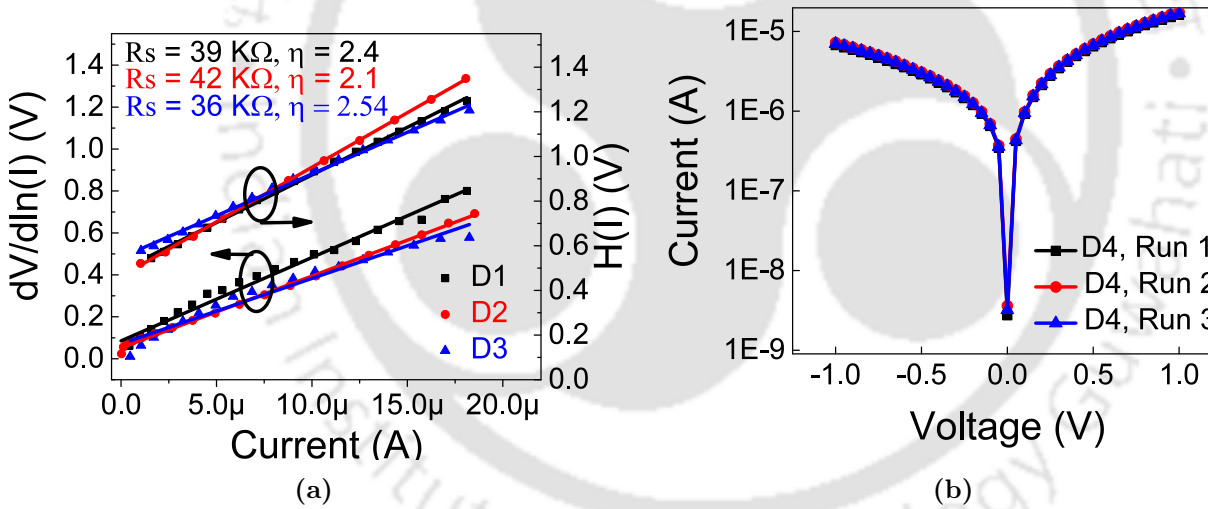 Rs = 39 KΩ, η = 2.4
Rs = 42 KΩ, η = 2.1
Rs = 36 KΩ, η = 2.54
dV/dln(I) (V)
1.4
1.2
1.0
0.8
0.6
0.4
0.2
0.0
H(I) (V)
1.4
1.2
1.0
0.8
0.6
0.4
0.2
0.0
D1
D2
D3
0.0 5.0μ 10.0μ 15.0μ 20.0μ
Current (A)
(a)
Current (A)
1E-5
1E-6
1E-7
1E-8
1E-9
D4, Run 1
D4, Run 2
D4, Run 3
-1.0 -0.5 0.0 0.5 1.0
Voltage (V)
(b)
Guwahati